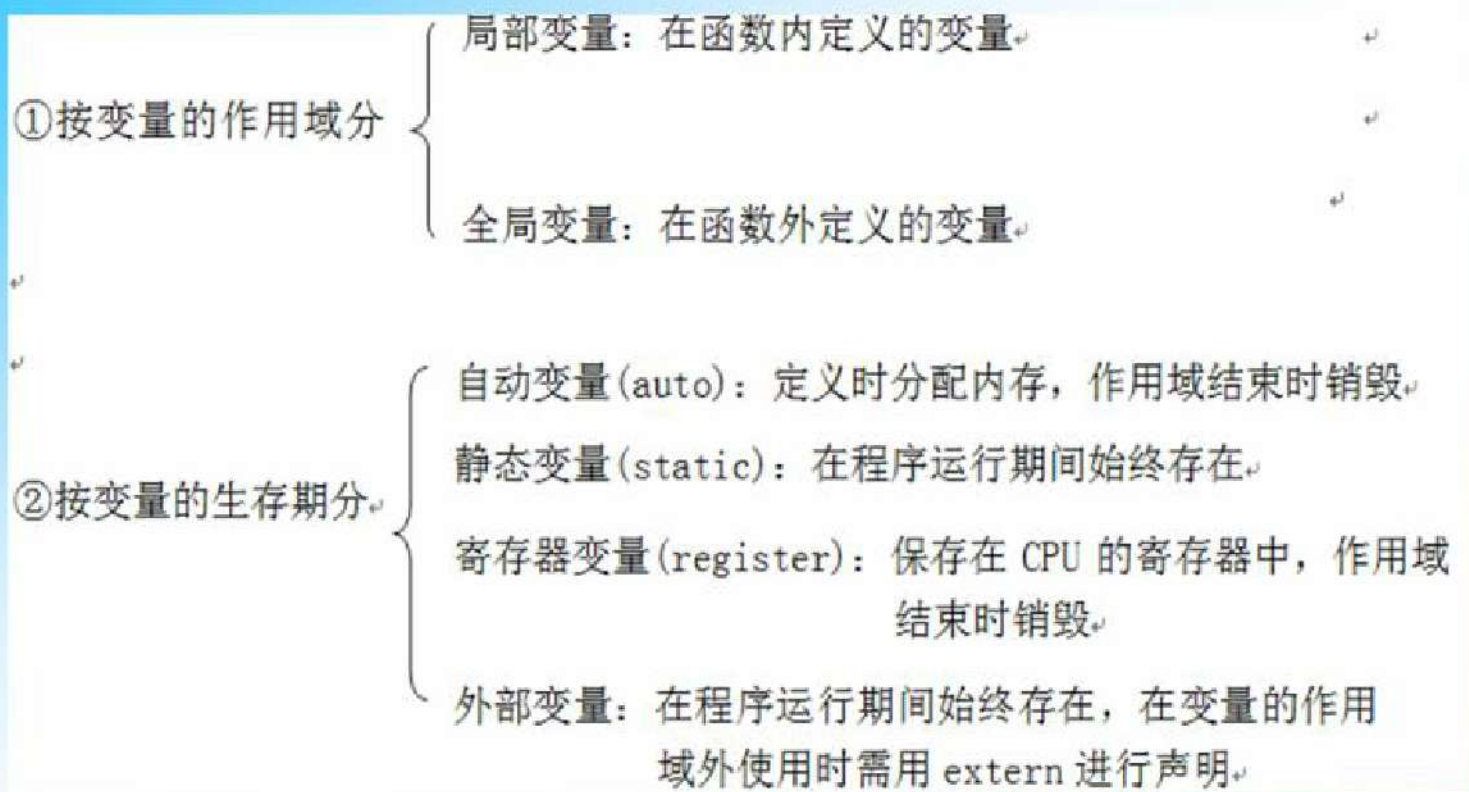 局部变量：在函数内定义的变量
①按变量的作用域分
全局变量：在函数外定义的变量
自动变量(auto)：定义时分配内存，作用域结束时销毁
静态变量(static)：在程序运行期间始终存在
②按变量的生存期分
寄存器变量(register)：保存在 CPU 的寄存器中，作用域
结束时销毁
外部变量：在程序运行期间始终存在，在变量的作用
域外使用时需用 extern 进行声明